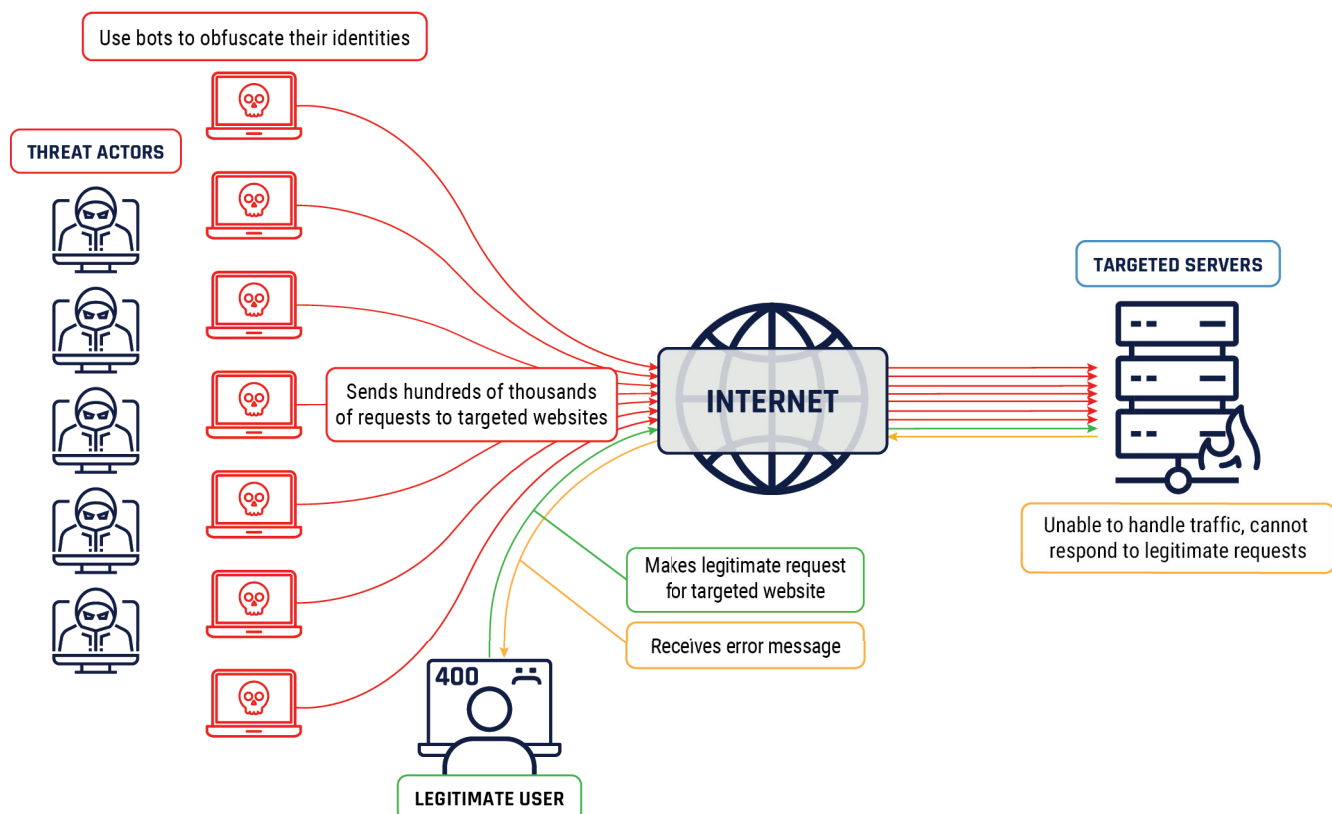 Use bots to obfuscate their identities
THREAT ACTORS
Sends hundreds of thousands
of requests to targeted websites
INTERNET
TARGETED SERVERS
Unable to handle traffic, cannot
respond to legitimate requests
Makes legitimate request
for targeted website
Receives error message
400
LEGITIMATE USER